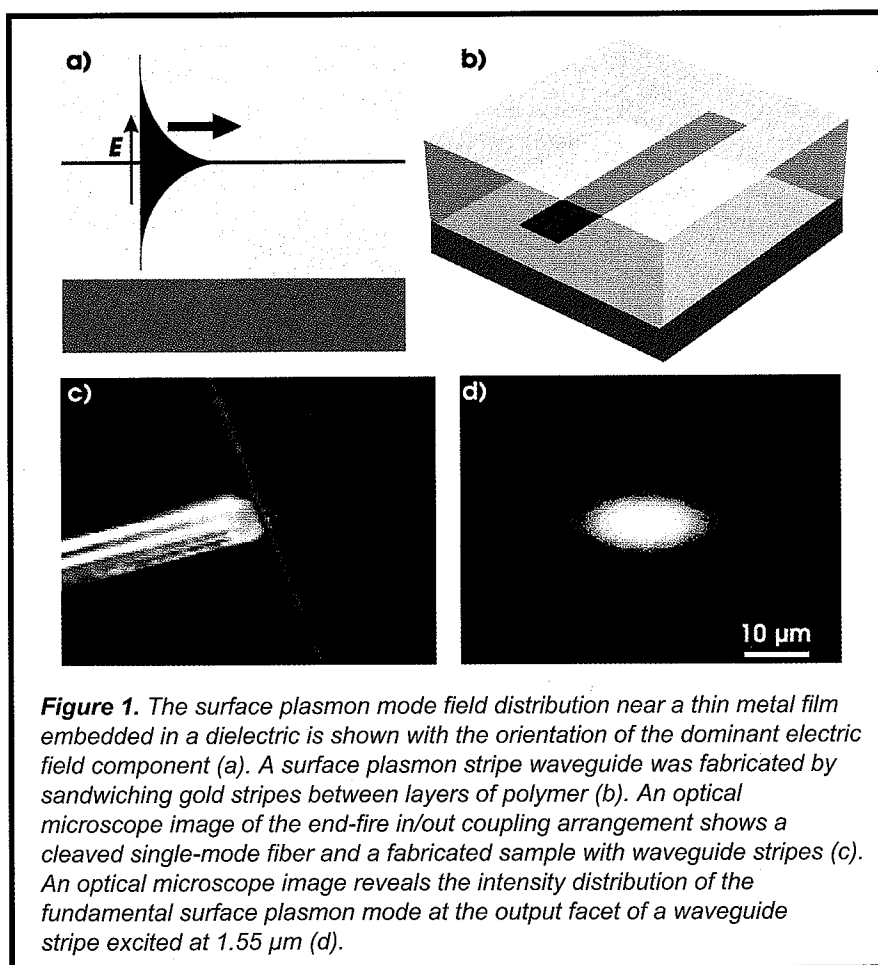 a)
b)
E
c)
d)
10 µm
Figure 1. The surface plasmon mode field distribution near a thin metal film
embedded in a dielectric is shown with the orientation of the dominant electric
field component (a). A surface plasmon stripe waveguide was fabricated by
sandwiching gold stripes between layers of polymer (b). An optical
microscope image of the end-fire in/out coupling arrangement shows a
cleaved single-mode fiber and a fabricated sample with waveguide stripes (c).
An optical microscope image reveals the intensity distribution of the
fundamental surface plasmon mode at the output facet of a waveguide
stripe excited at 1.55 µm (d).